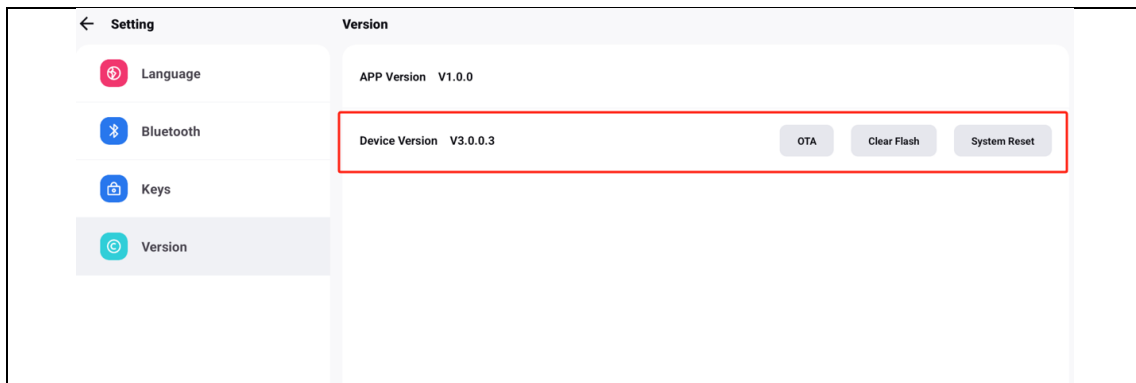 Setting
Version
Language
APP Version V1.0.0
Bluetooth
Device Version V3.0.0.3 OTA Clear Flash System Reset
Keys
Version